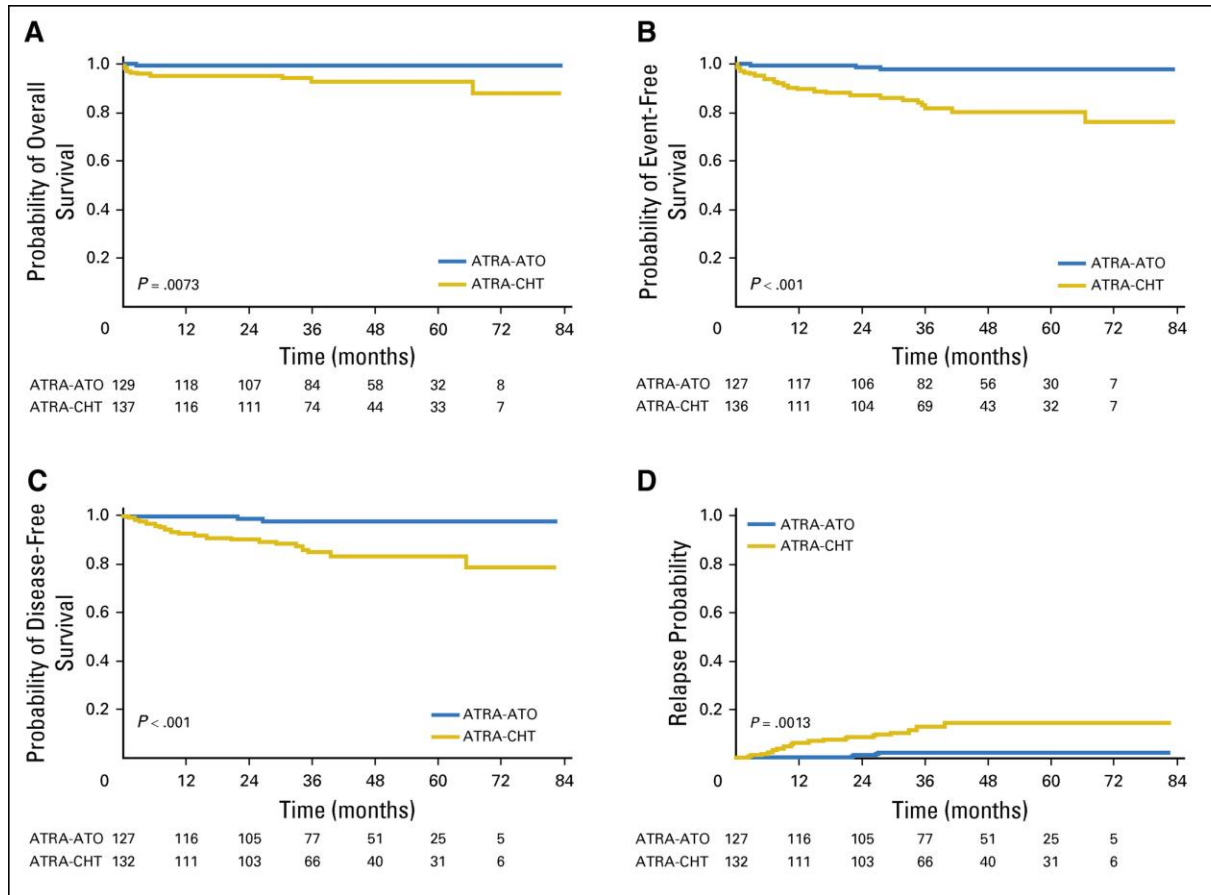 A
Probability of Overall
Survival
1.0
0.8
0.6
0.4
0.2
P = .0073
ATRA-ATO
ATRA-CHT
0 12 24 36 48 60 72 84
Time (months)
ATRA-ATO 129 118 107 84 58 32 8
ATRA-CHT 137 116 111 74 44 33 7
B
Probability of Event-Free
Survival
1.0
0.8
0.6
0.4
0.2
P < .001
ATRA-ATO
ATRA-CHT
0 12 24 36 48 60 72 84
Time (months)
ATRA-ATO 127 117 106 82 56 30 7
ATRA-CHT 136 111 104 69 43 32 7
C
Probability of Disease-Free
Survival
1.0
0.8
0.6
0.4
0.2
P < .001
ATRA-ATO
ATRA-CHT
0 12 24 36 48 60 72 84
Time (months)
ATRA-ATO 127 116 105 77 51 25 5
ATRA-CHT 132 111 103 66 40 31 6
D
Relapse Probability
1.0
0.8
0.6
0.4
0.2
ATRA-ATO
ATRA-CHT
P = .0013
0 12 24 36 48 60 72 84
Time (months)
ATRA-ATO 127 116 105 77 51 25 5
ATRA-CHT 132 111 103 66 40 31 6